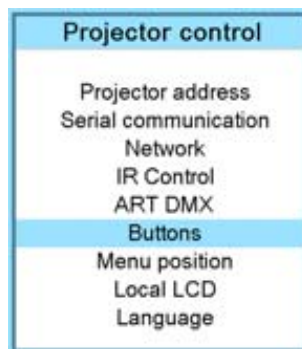 Projector control
Projector address
Serial communication
Network
IR Control
ART DMX
Buttons
Menu position
Local LCD
Language